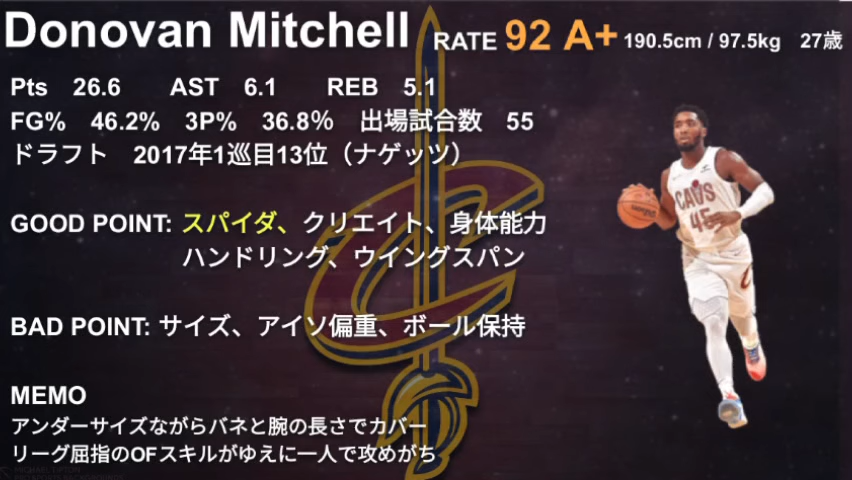 Donovan Mitchell RATE 92 A+ 190.5cm / 97.5kg 27歳
Pts 26.6 AST 6.1 REB 5.1
FG% 46.2% 3P% 36.8% 出場試合数 55
ドラフト 2017年1巡目13位（ナゲッツ）
GOOD POINT: スパイダ、クリエイト、身体能力
ハンドリング、ウイングスパン
CAVS
45
BAD POINT: サイズ、アイソ偏重、ボール保持
MEMO
アンダーサイズながらバネと腕の長さでカバー
リーグ屈指のOFスキルがゆえに一人で攻めがち